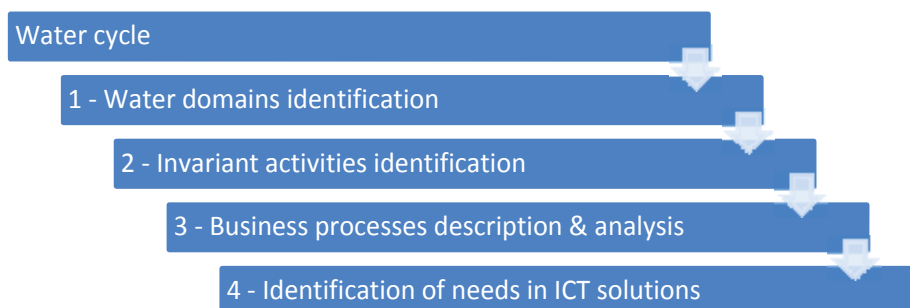 Water cycle
1 - Water domains identification
2 - Invariant activities identification
3 - Business processes description & analysis
4 - Identification of needs in ICT solutions